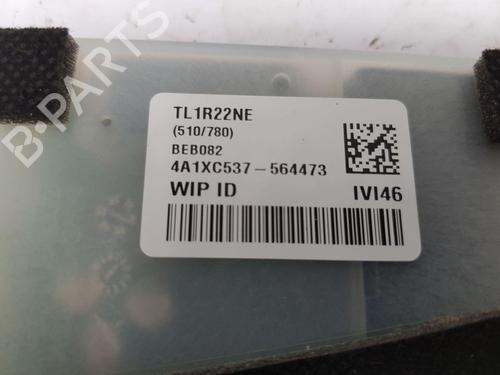 B-PARTS
TL1R22NE
(510/780)
BEB082
4A1XC537-564473
WIP ID
IVI46